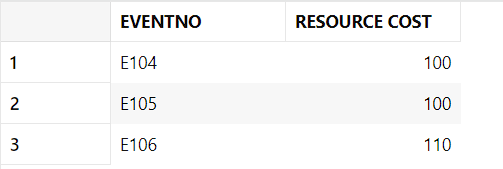 EVENTNO RESOURCE COST
1 E104 100
2 E105 100
3 E106 110